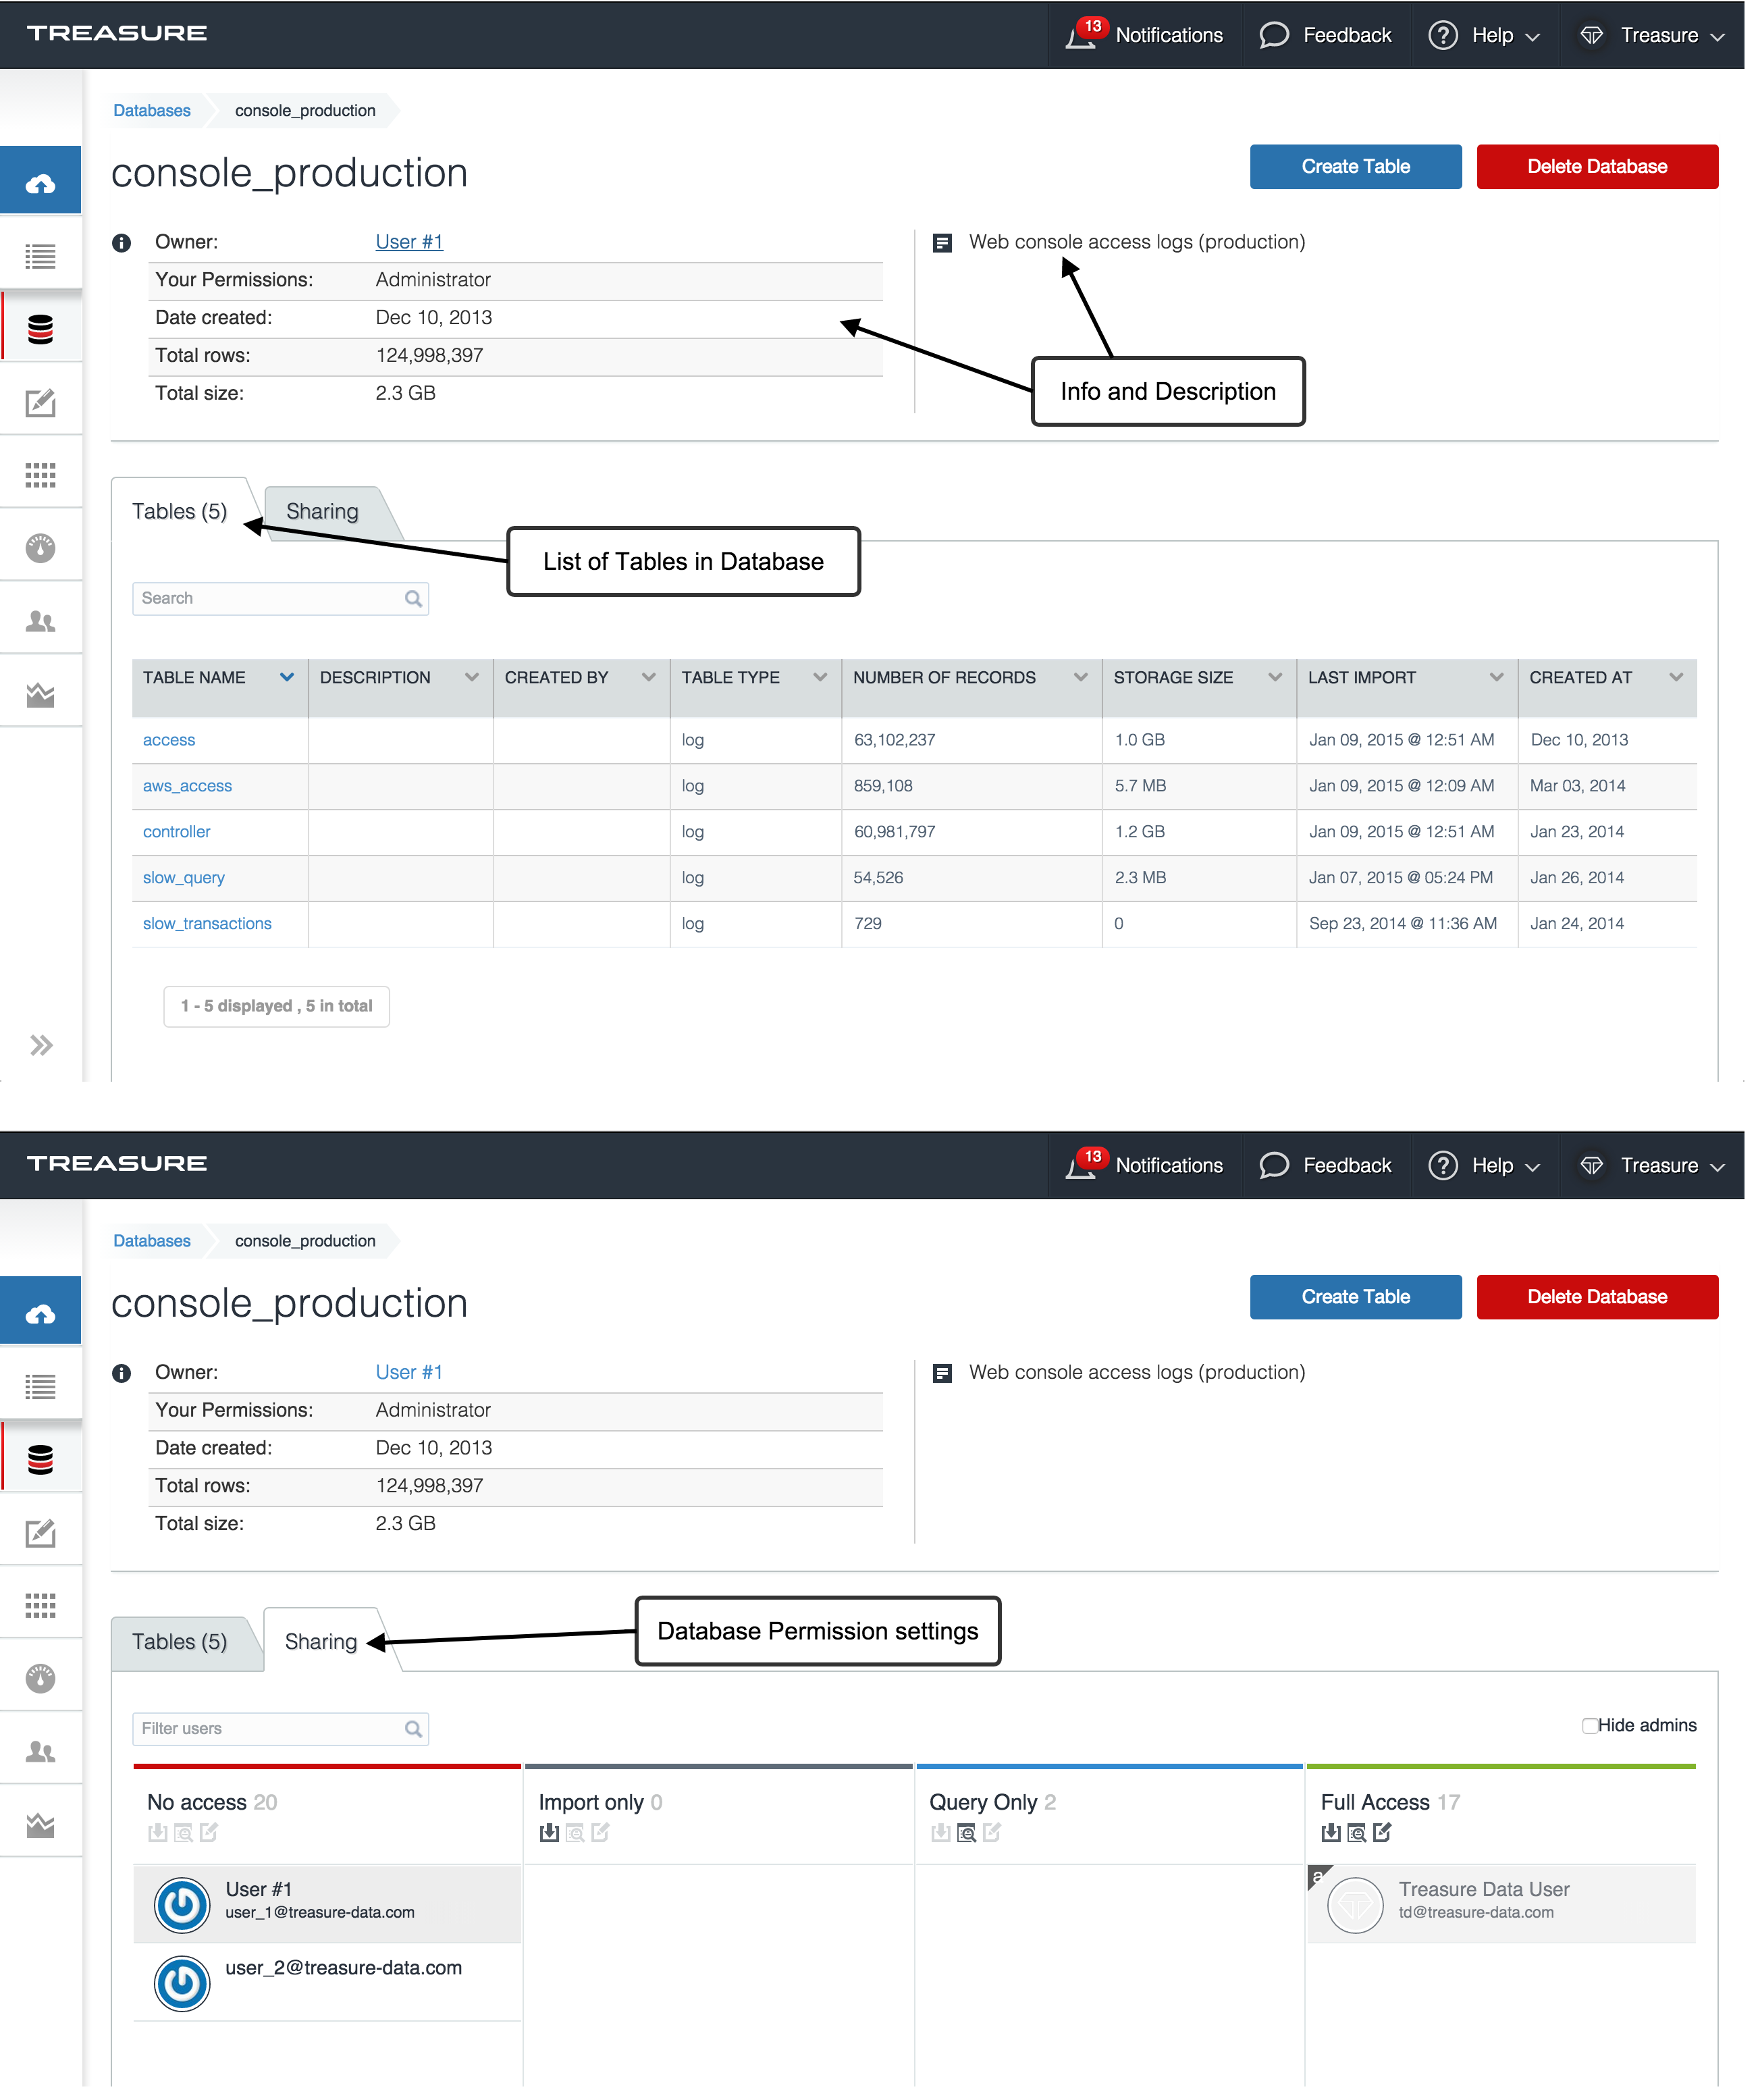 TREASURE
13 Notifications Feedback Help Treasure
Databases console_production
console_production
Create Table Delete Database
Owner: User #1
Web console access logs (production)
Your Permissions: Administrator
Date created: Dec 10, 2013
Total rows: 124,998,397
Total size: 2.3 GB
Info and Description
Tables (5) Sharing
List of Tables in Database
Search
TABLE NAME DESCRIPTION CREATED BY TABLE TYPE NUMBER OF RECORDS STORAGE SIZE LAST IMPORT CREATED AT
access log 63,102,237 1.0 GB Jan 09, 2015 @ 12:51 AM Dec 10, 2013
aws_access log 859,108 5.7 MB Jan 09, 2015 @ 12:09 AM Mar 03, 2014
controller log 60,981,797 1.2 GB Jan 09, 2015 @ 12:51 AM Jan 23, 2014
slow_query log 54,526 2.3 MB Jan 07, 2015 @ 05:24 PM Jan 26, 2014
slow_transactions log 729 0 Sep 23, 2014 @ 11:36 AM Jan 24, 2014
1 - 5 displayed , 5 in total
TREASURE
13 Notifications Feedback Help Treasure
Databases console_production
console_production
Create Table Delete Database
Owner: User #1
Web console access logs (production)
Your Permissions: Administrator
Date created: Dec 10, 2013
Total rows: 124,998,397
Total size: 2.3 GB
Tables (5) Sharing
Database Permission settings
Filter users
Hide admins
No access 20 Import only 0 Query Only 2 Full Access 17
User #1
user_1@treasure-data.com
a
Treasure Data User
td@treasure-data.com
user_2@treasure-data.com